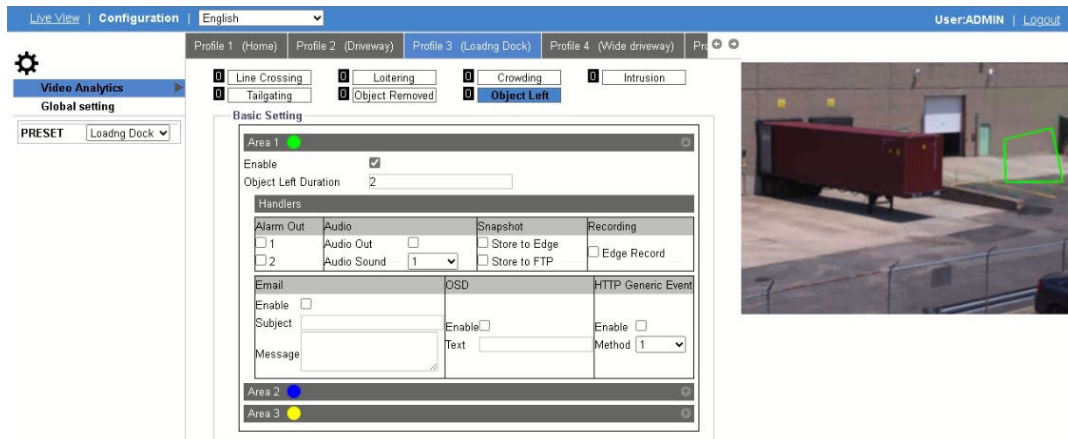 Live View | Configuration | English User:ADMIN | Logout
Profile 1 (Home) Profile 2 (Driveway) Profile 3 (Loadng Dock) Profile 4 (Wide driveway) Pr
Video Analytics
Global setting
PRESET Loadng Dock
0 Line Crossing 0 Loitering 0 Crowding 0 Intrusion
0 Tailgating 0 Object Removed 0 Object Left
Basic Setting
Area 1
Enable
Object Left Duration 2
Handlers
Alarm Out Audio Snapshot Recording
1 Audio Out Store to Edge
Edge Record
2 Audio Sound 1 Store to FTP
Email OSD HTTP Generic Event
Enable
Subject Enable Enable
Text Method 1
Message
Area 2
Area 3